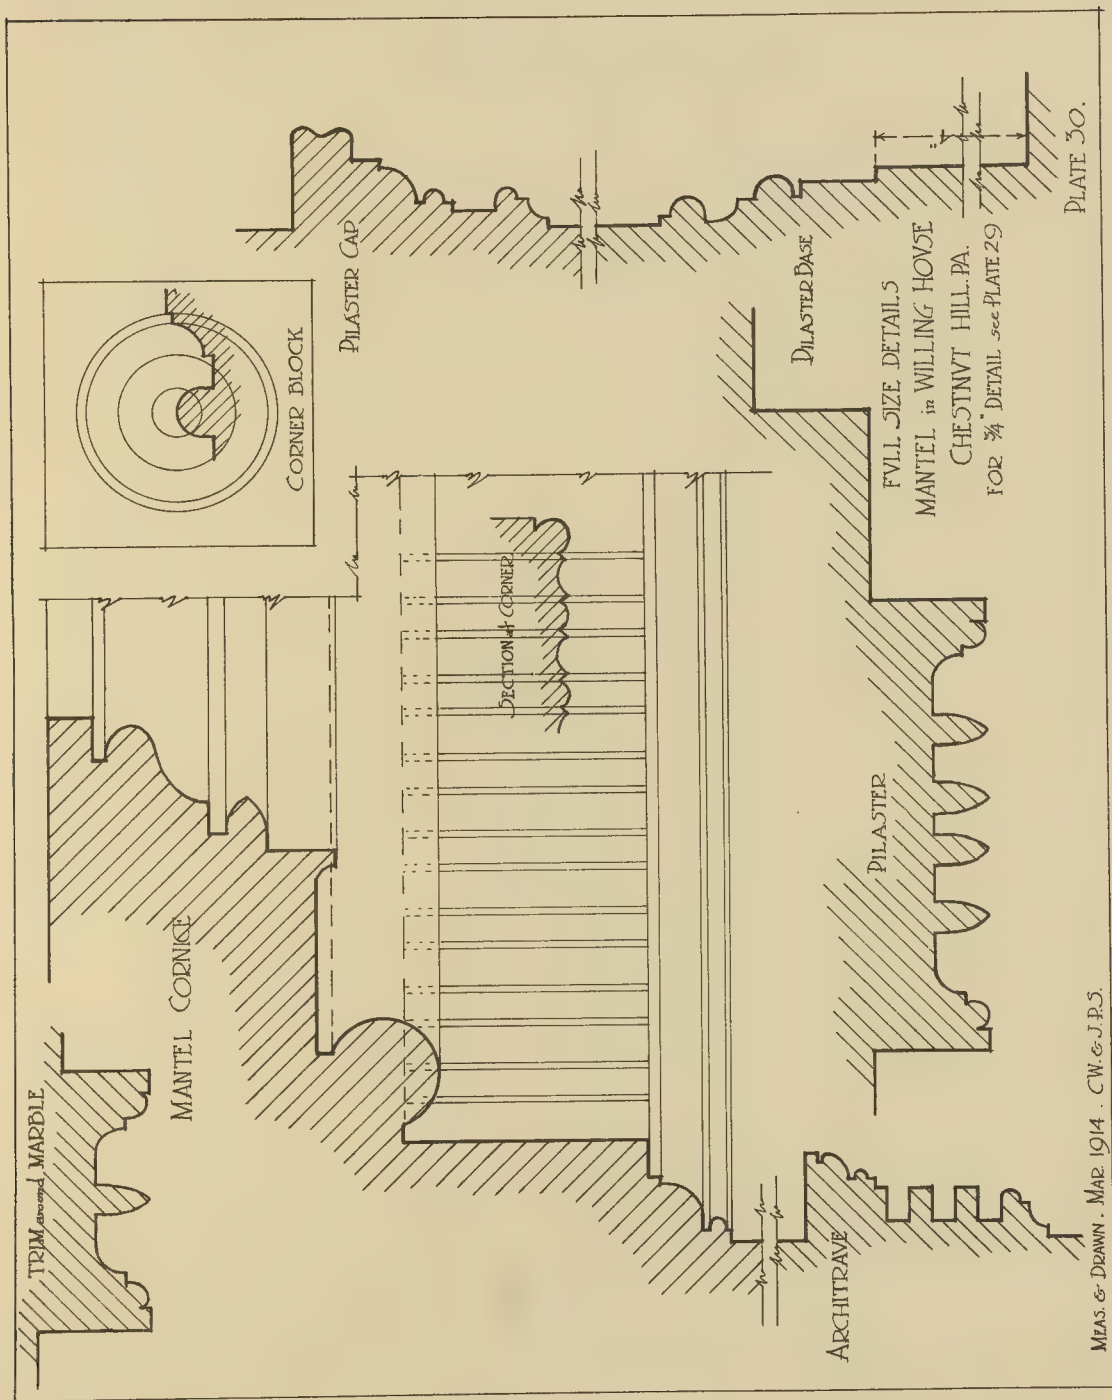 TRIM around MARBLE
MANTEL CORNICE
CORNER BLOCK
PILASTER CAP
SECTION at CORNER
PILASTER BASE
ARCHITRAVE
PILASTER
FVLL SIZE DETAILS
MANTEL in WILLING HOVSE
CHESTNVT HILL. PA.
FOR ¾" DETAIL see PLATE 29
MEAS. & DRAWN. MAR. 1914. C.W. & J.P.S.
PLATE 30.